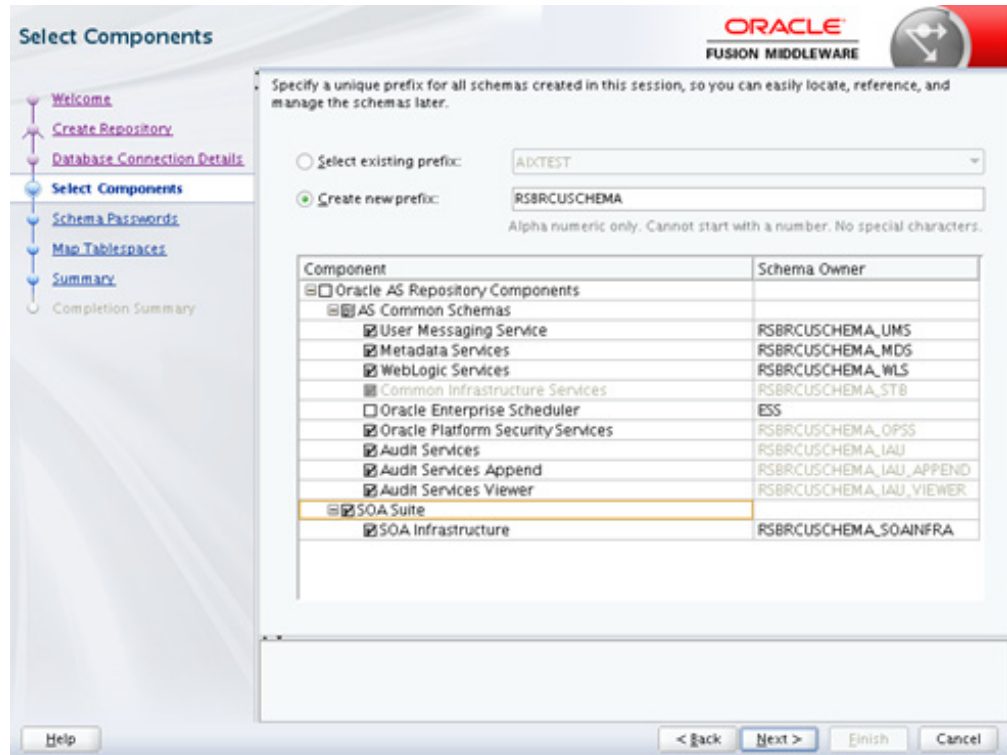 Select Components
ORACLE
FUSION MIDDLEWARE
Welcome
Create Repository
Database Connection Details
Select Components
Schema Passwords
Map Tablespaces
Summary
Completion Summary
Specify a unique prefix for all schemas created in this session, so you can easily locate, reference, and
manage the schemas later.
Select existing prefix: AIXTEST
Create new prefix: RSBRCUSCHEMA
Alpha numeric only. Cannot start with a number. No special characters.
Component Schema Owner
Oracle AS Repository Components
AS Common Schemas
User Messaging Service RSBRCUSCHEMA_UMS
Metadata Services RSBRCUSCHEMA_MDS
WebLogic Services RSBRCUSCHEMA_WLS
Common Infrastructure Services RSBRCUSCHEMA_STB
Oracle Enterprise Scheduler ESS
Oracle Platform Security Services RSBRCUSCHEMA_OPSS
Audit Services RSBRCUSCHEMA_IAU
Audit Services Append RSBRCUSCHEMA_IAU_APPEND
Audit Services Viewer RSBRCUSCHEMA_IAU_VIEWER
SOA Suite
SOA Infrastructure RSBRCUSCHEMA_SOAINFRA
Help < Back Next > Finish Cancel